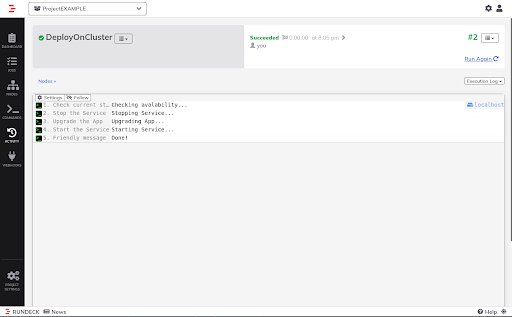 ProjectEXAMPLE
DASHBOARD
JOBS
NODES
COMMANDS
ACTIVITY
WEBHOOKS
PROJECT
SETTINGS
DeployOnCluster
Succeeded 0.00:00 at 8:05 pm
you
#2
Run Again
Nodes »
Execution Log
Settings Follow
1. Check current st… Checking avalability... localhost
2. Stop the Service Stopping Service...
3. Upgrade the App Upgrading App...
4. Start the Service Starting Service...
5. Friendly message Done!
RUNDECK News
Help